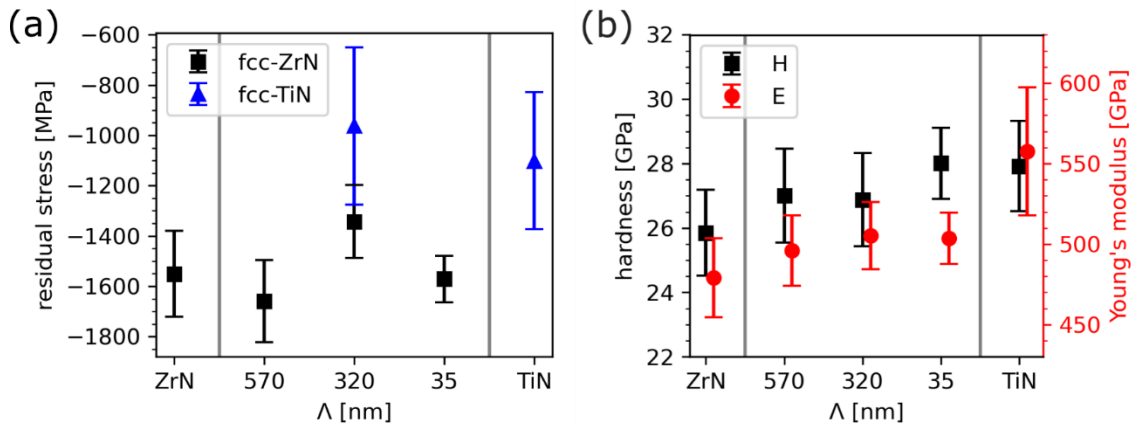 (a)
residual stress [MPa]
−600
−800
−1000
−1200
−1400
−1600
−1800
fcc-ZrN
fcc-TiN
ZrN 570 320 35 TiN
Λ [nm]
(b)
hardness [GPa]
32
30
28
26
24
22
H
E
600
550
500
450
Young's modulus [GPa]
ZrN 570 320 35 TiN
Λ [nm]